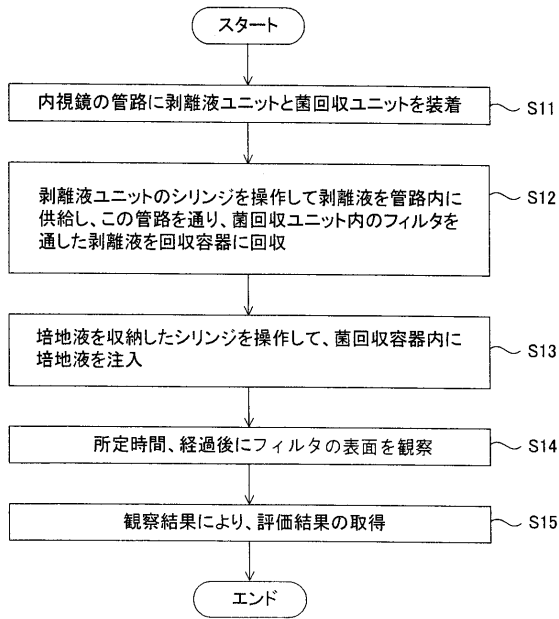 スタート
内視鏡の管路に剥離液ユニットと菌回収ユニットを装着
S11
剥離液ユニットのシリンジを操作して剥離液を管路内に
供給し、この管路を通り、菌回収ユニット内のフィルタを
通した剥離液を回収容器に回収
S12
培地液を収納したシリンジを操作して、菌回収容器内に
培地液を注入
S13
所定時間、経過後にフィルタの表面を観察
S14
観察結果により、評価結果の取得
S15
エンド